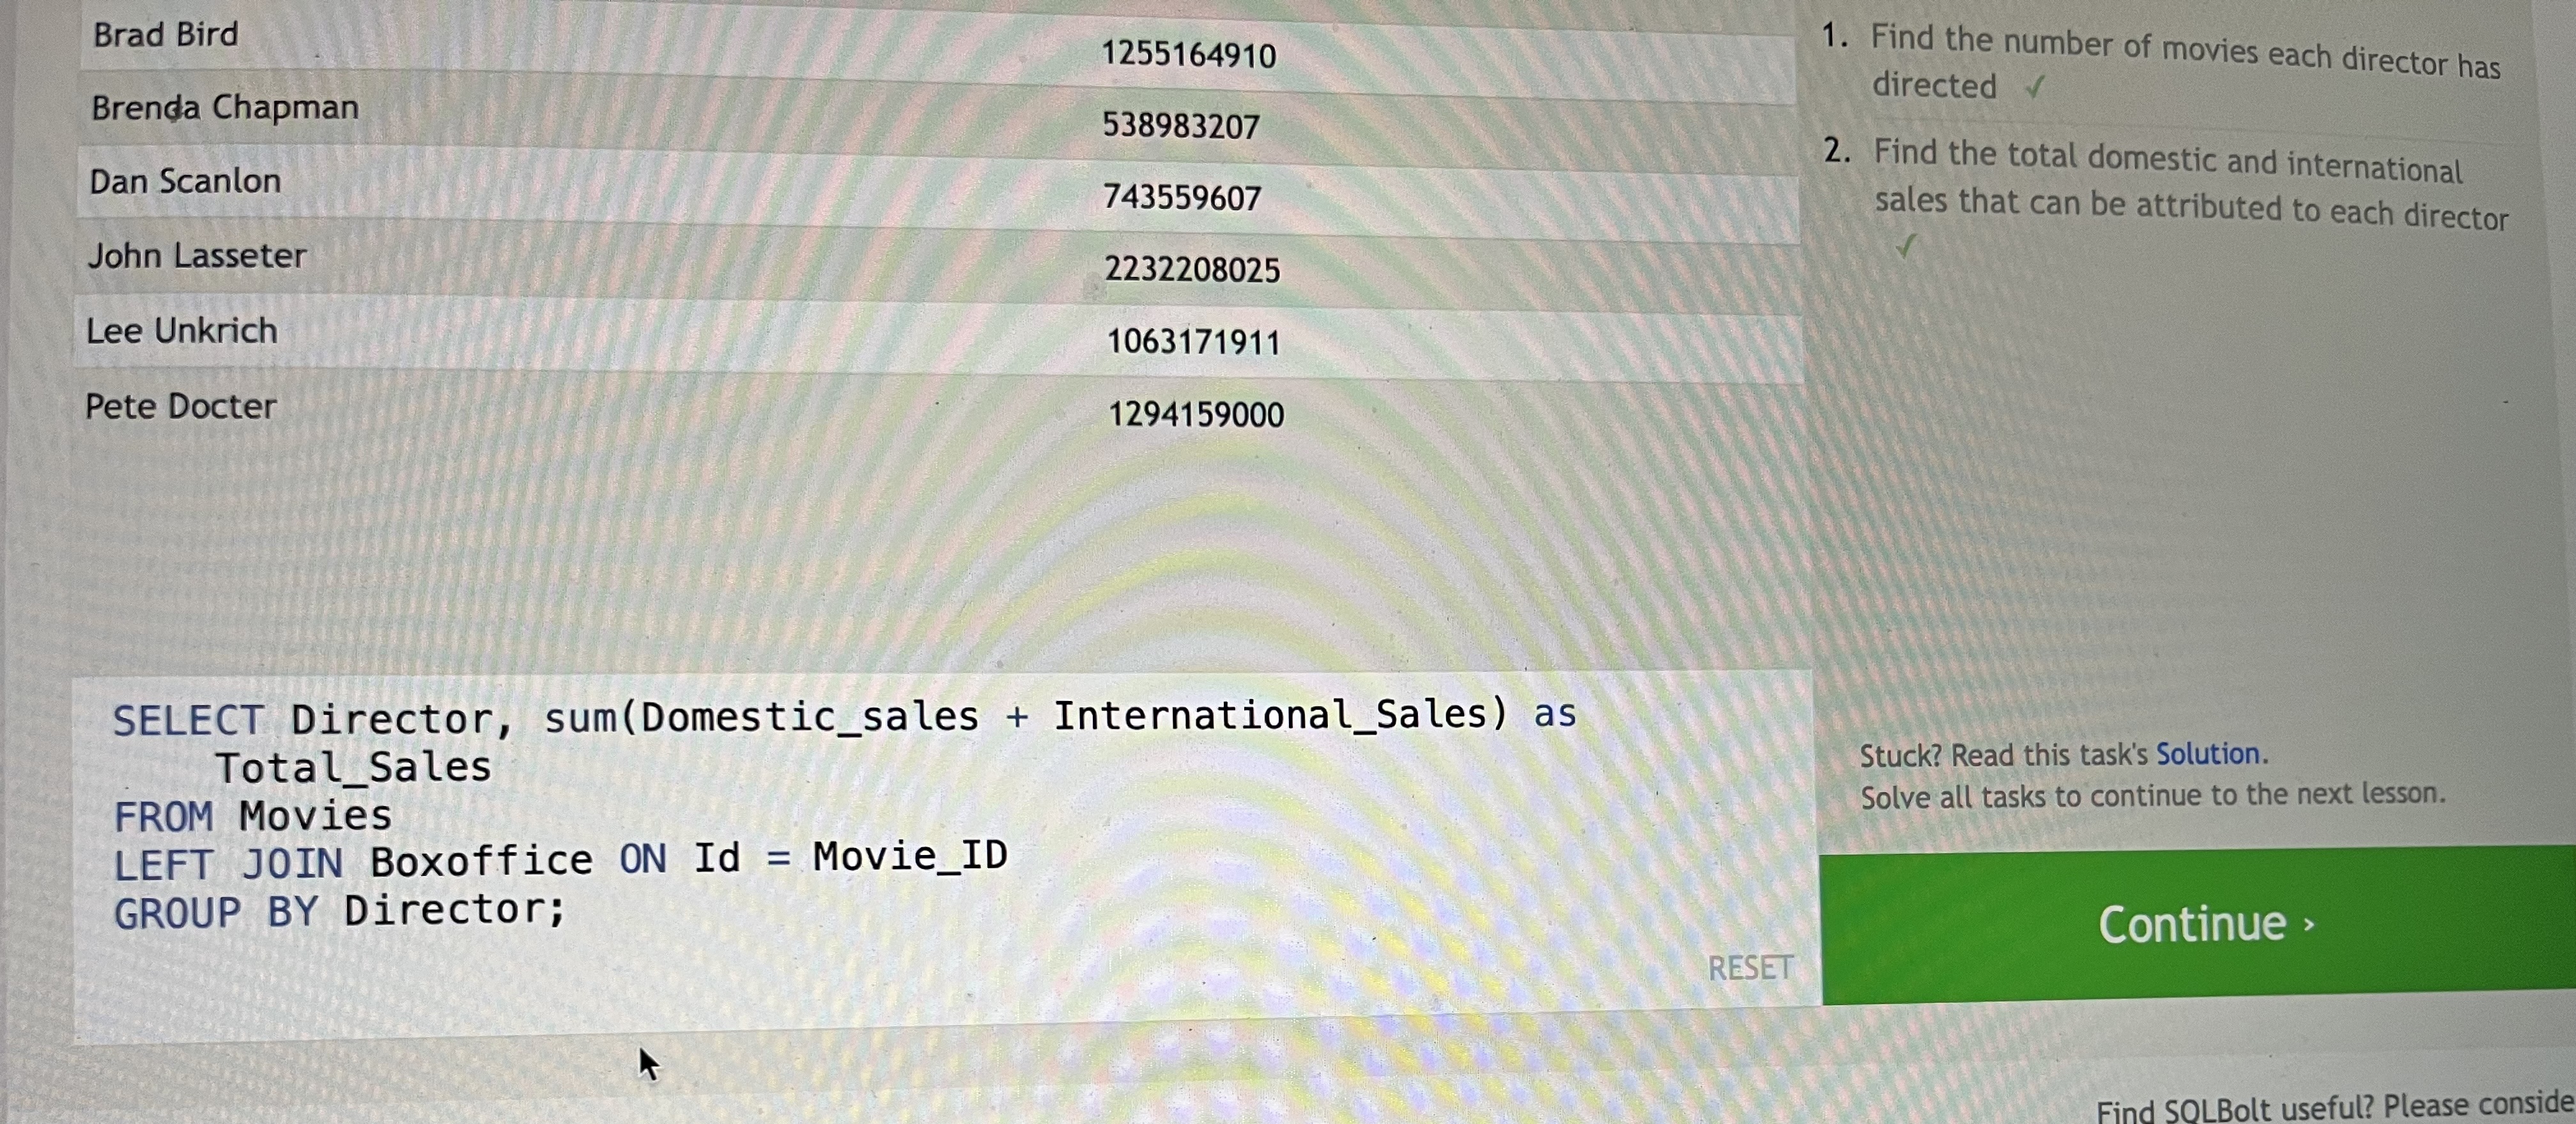 Brad Bird 1255164910
Brenda Chapman 538983207
Dan Scanlon 743559607
John Lasseter 2232208025
Lee Unkrich 1063171911
Pete Docter 1294159000
SELECT Director, sum(Domestic_sales + International_Sales) as
Total_Sales
FROM Movies
LEFT JOIN Boxoffice ON Id = Movie_ID
GROUP BY Director;
RESET
1. Find the number of movies each director has
directed ✓
2. Find the total domestic and international
sales that can be attributed to each director
✓
Stuck? Read this task's Solution.
Solve all tasks to continue to the next lesson.
Continue ›
Find SQLBolt useful? Please conside